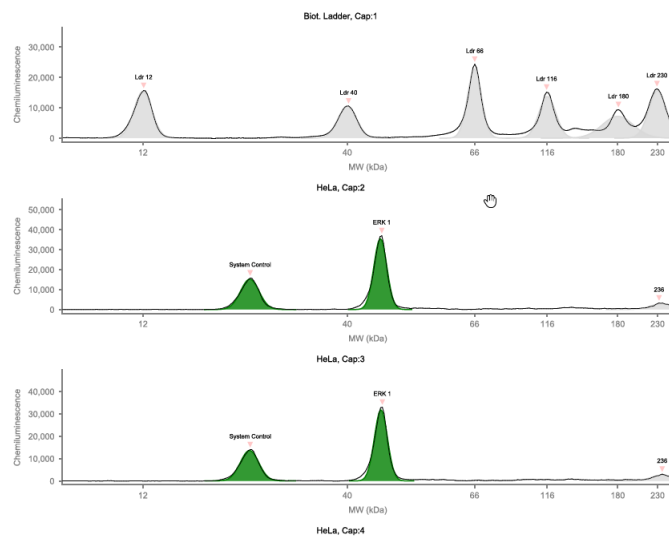 Biot. Ladder, Cap:1
Chemiluminescence
30,000
20,000
10,000
0
Ldr 12
Ldr 40
Ldr 66
Ldr 116
Ldr 180
Ldr 230
12
40
66
116
180
230
MW (kDa)
HeLa, Cap:2
Chemiluminescence
50,000
40,000
30,000
20,000
10,000
0
System Control
ERK 1
236
12
40
66
116
180
230
MW (kDa)
HeLa, Cap:3
Chemiluminescence
40,000
30,000
20,000
10,000
0
System Control
ERK 1
236
12
40
66
116
180
230
MW (kDa)
HeLa, Cap:4